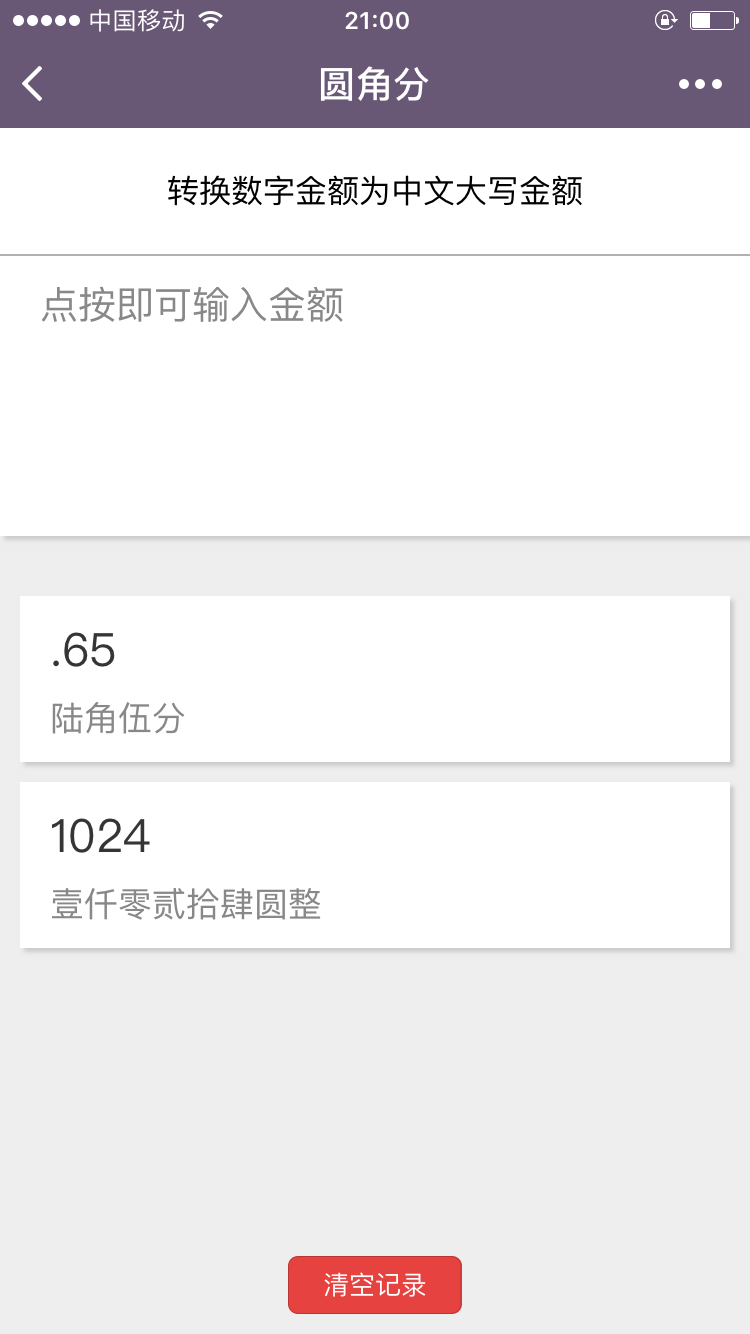 中国移动
21:00
圆角分
转换数字金额为中文大写金额
点按即可输入金额
.65
陆角伍分
1024
壹仟零贰拾肆圆整
清空记录